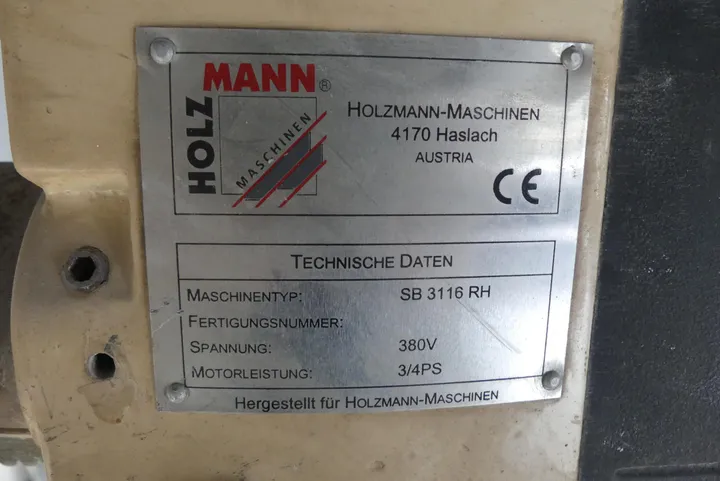 HOLZMANN®
MASCHINEN
HOLZMANN-MASCHINEN
4170 Haslach
AUSTRIA
CE
TECHNISCHE DATEN
MASCHINENTYP: SB 3116 RH
FERTIGUNGSNUMMER:
SPANNUNG: 380V
MOTORLEISTUNG: 3/4PS
Hergestellt für HOLZMANN-MASCHINEN